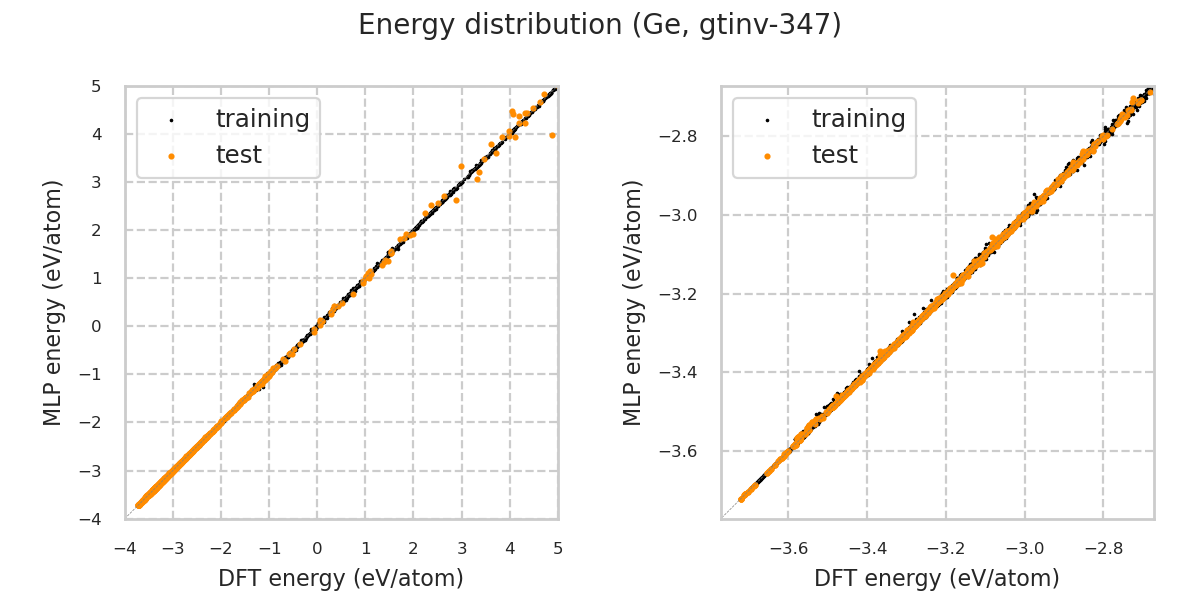 Energy distribution (Ge, gtinv-347)
5
4
3
2
1
0
−1
−2
−3
−4
MLP energy (eV/atom)
training
test
−4 −3 −2 −1 0 1 2 3 4 5
DFT energy (eV/atom)
−2.8
−3.0
−3.2
−3.4
−3.6
MLP energy (eV/atom)
training
test
−3.6 −3.4 −3.2 −3.0 −2.8
DFT energy (eV/atom)